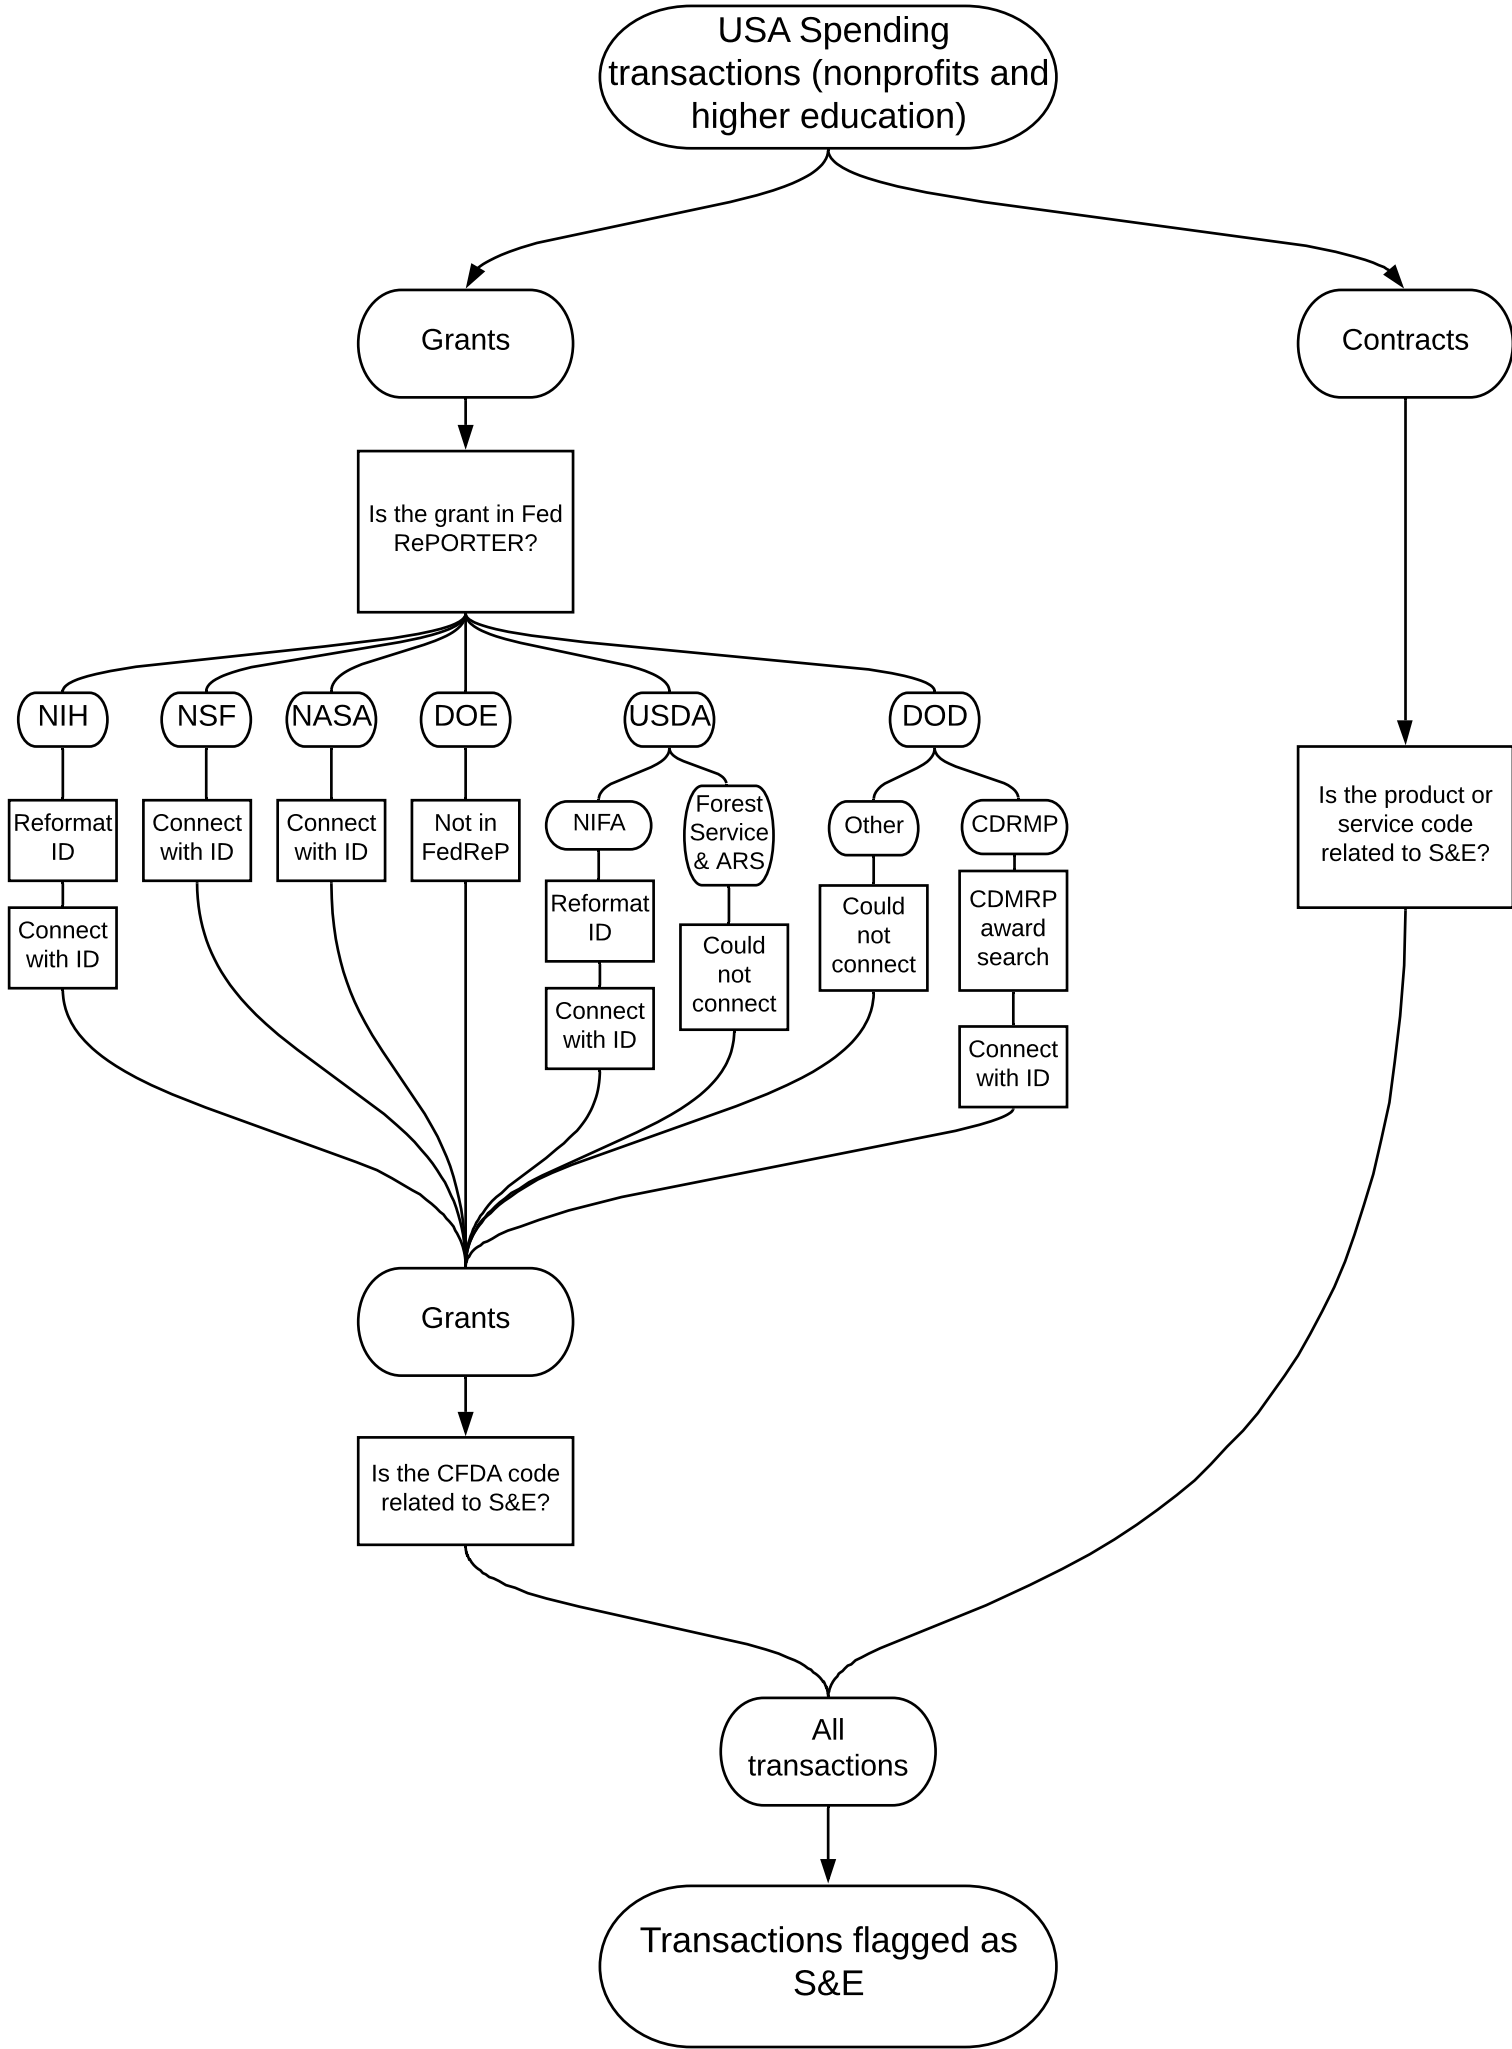 USA Spending
transactions (nonprofits and
higher education)
Grants
Contracts
Is the grant in Fed
RePORTER?
NIH
NSF
NASA
DOE
USDA
DOD
Reformat
ID
Connect
with ID
Connect
with ID
Connect
with ID
Not in
FedReP
NIFA
Reformat
ID
Connect
with ID
Forest
Service
& ARS
Could
not
connect
Other
Could
not
connect
CDRMP
CDMRP
award
search
Connect
with ID
Is the product or
service code
related to S&E?
Grants
Is the CFDA code
related to S&E?
All
transactions
Transactions flagged as
S&E